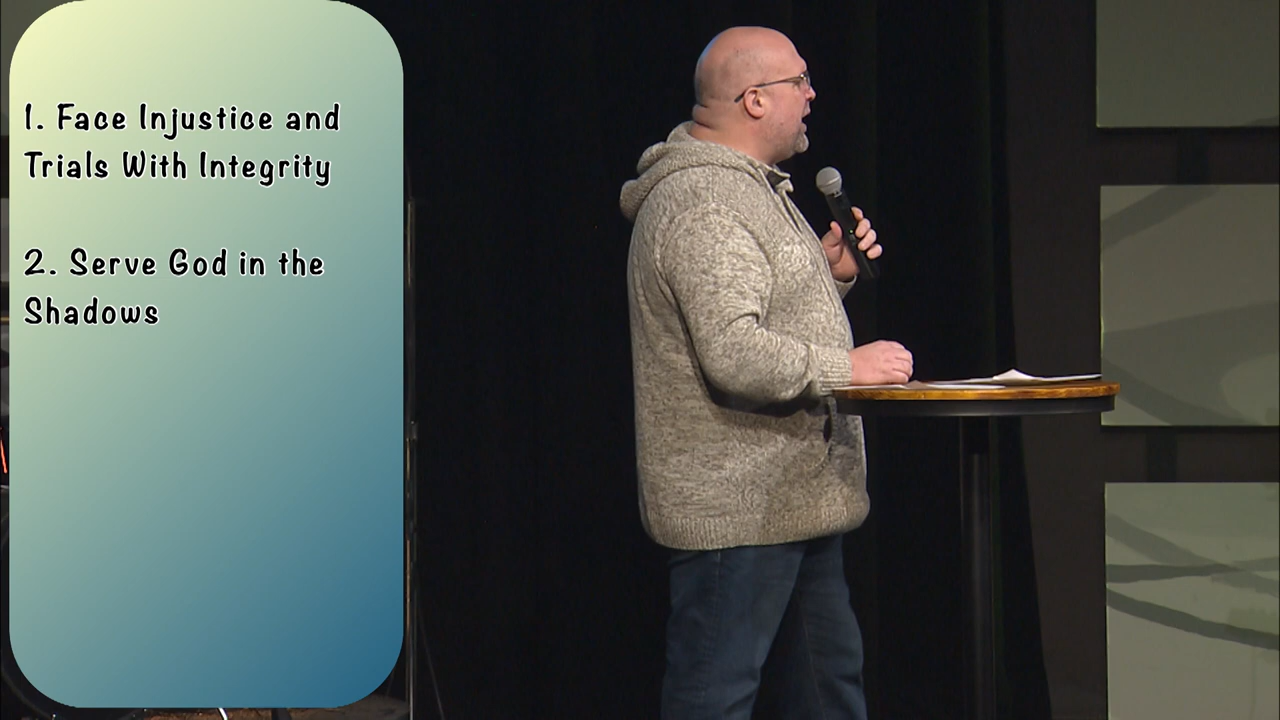 1. Face Injustice and
Trials With Integrity
2. Serve God in the
Shadows